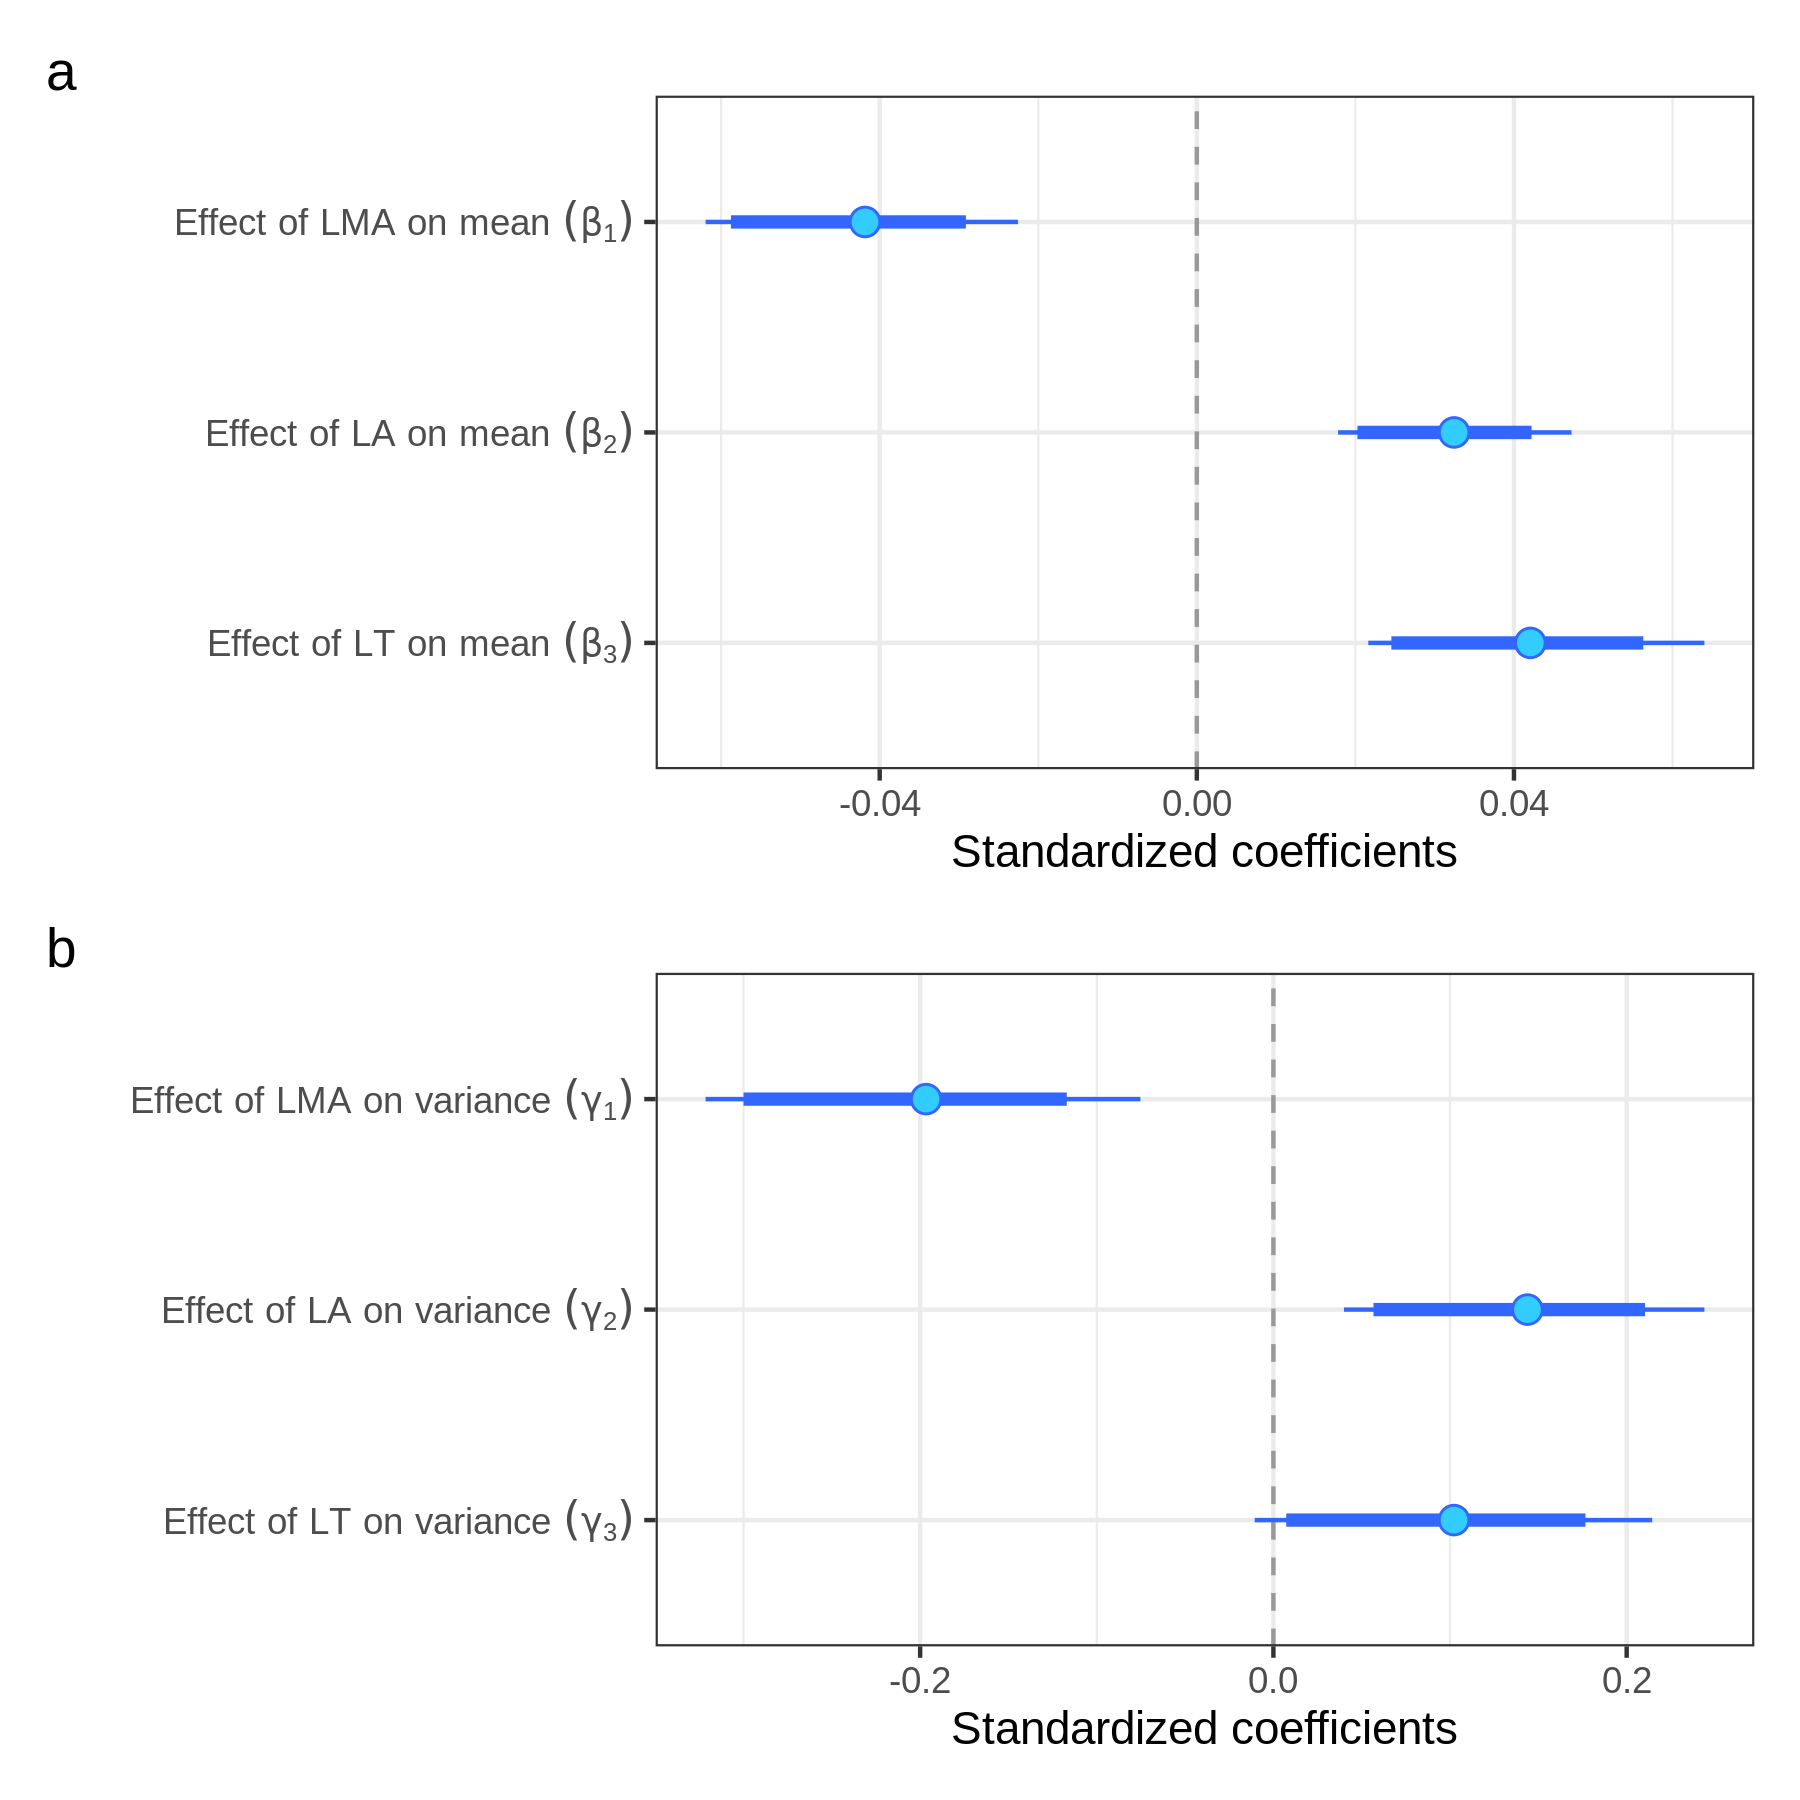 a
Effect of LMA on mean (β₁)
Effect of LA on mean (β₂)
Effect of LT on mean (β₃)
-0.04 0.00 0.04
Standardized coefficients
b
Effect of LMA on variance (γ₁)
Effect of LA on variance (γ₂)
Effect of LT on variance (γ₃)
-0.2 0.0 0.2
Standardized coefficients